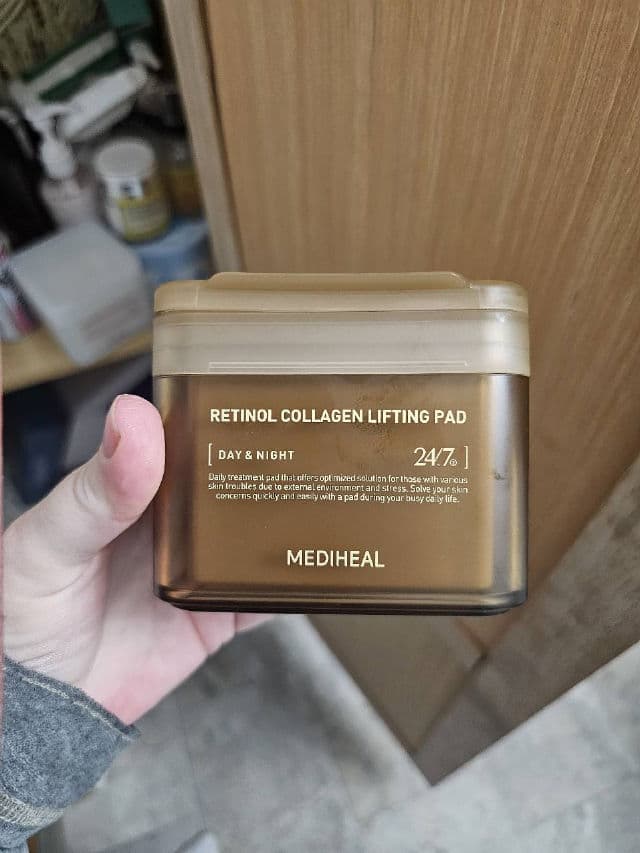 RETINOL COLLAGEN LIFTING PAD
[ DAY & NIGHT 24/7 ]
Daily treatment pad that offers optimized solution for those with various
skin troubles due to external environment and stress. Solve your skin
concerns quickly and easily with a pad during your busy daily life.
MEDIHEAL